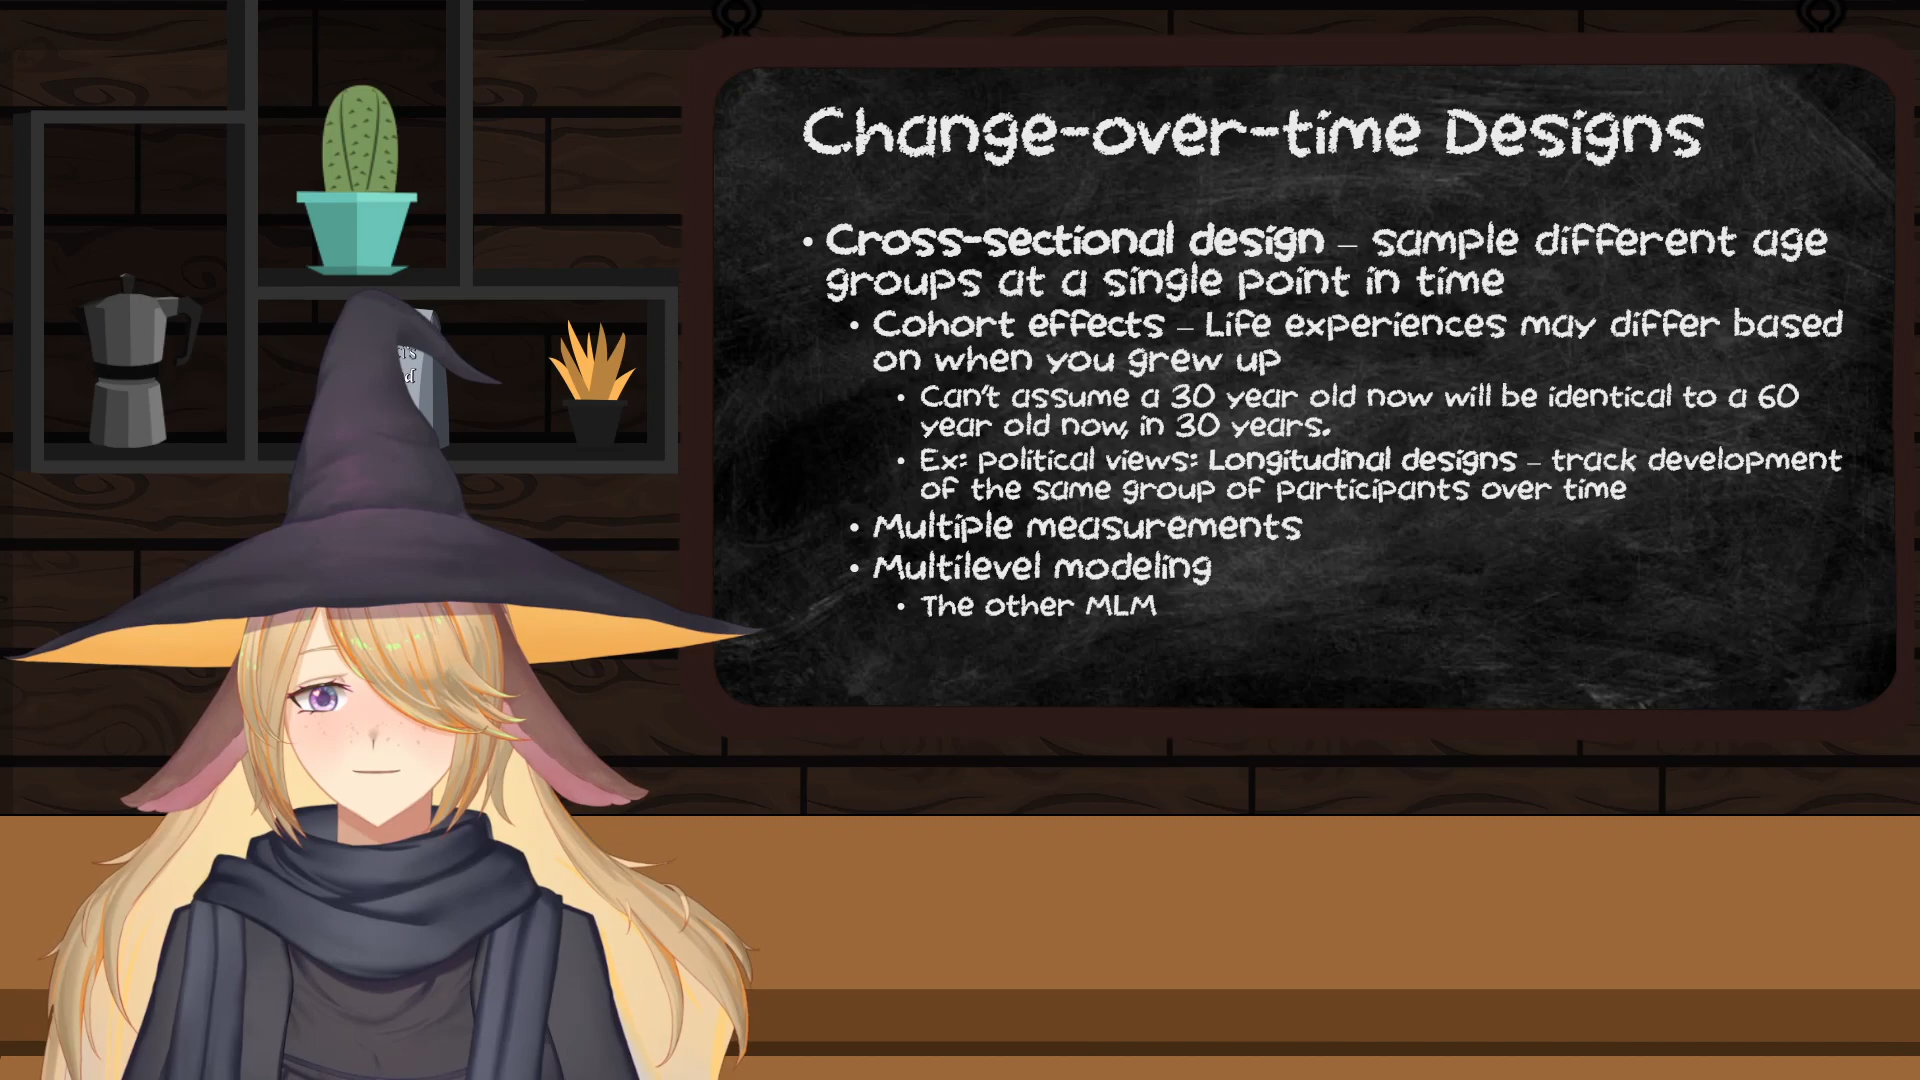 Change-over-time Designs
• Cross-sectional design – sample different age
groups at a single point in time
• Cohort effects – Life experiences may differ based
on when you grew up
• Can't assume a 30 year old now will be identical to a 60
year old now, in 30 years.
• Ex: political views: Longitudinal designs – track development
of the same group of participants over time
• Multiple measurements
• Multilevel modeling
• The other MLM